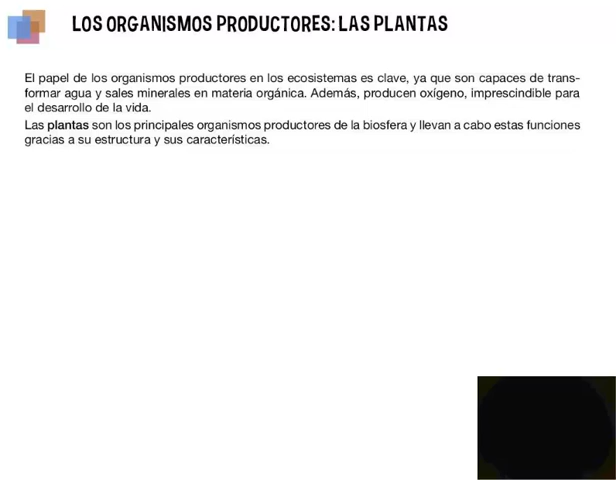 LOS ORGANISMOS PRODUCTORES: LAS PLANTAS
El papel de los organismos productores en los ecosistemas es clave, ya que son capaces de trans-
formar agua y sales minerales en materia orgánica. Además, producen oxígeno, imprescindible para
el desarrollo de la vida.
Las plantas son los principales organismos productores de la biosfera y llevan a cabo estas funciones
gracias a su estructura y sus características.